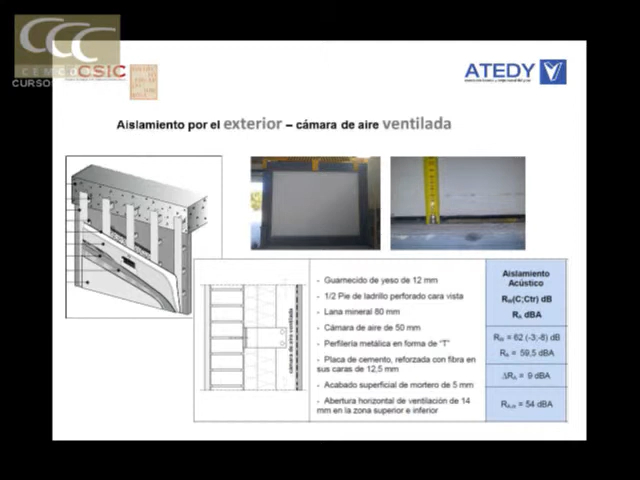 CCC
CEMCO
CURSO
CSIC
ATEDY
Aislamiento por el exterior – cámara de aire ventilada
cámara de aire ventilada
- Guarnecido de yeso de 12 mm
- 1/2 Pie de ladrillo perforado cara vista
- Lana mineral 80 mm
- Cámara de aire de 50 mm
- Perfilería metálica en forma de "T"
- Placa de cemento, reforzada con fibra en
sus caras de 12,5 mm
- Acabado superficial de mortero de 5 mm
- Abertura horizontal de ventilación de 14
mm en la zona superior e inferior
Aislamiento
Acústico
Rw(C;Ctr) dB
RA dBA
Rw = 62 (-3;-8) dB
RA = 59,5 dBA
ΔRA = 9 dBA
RA,tr = 54 dBA